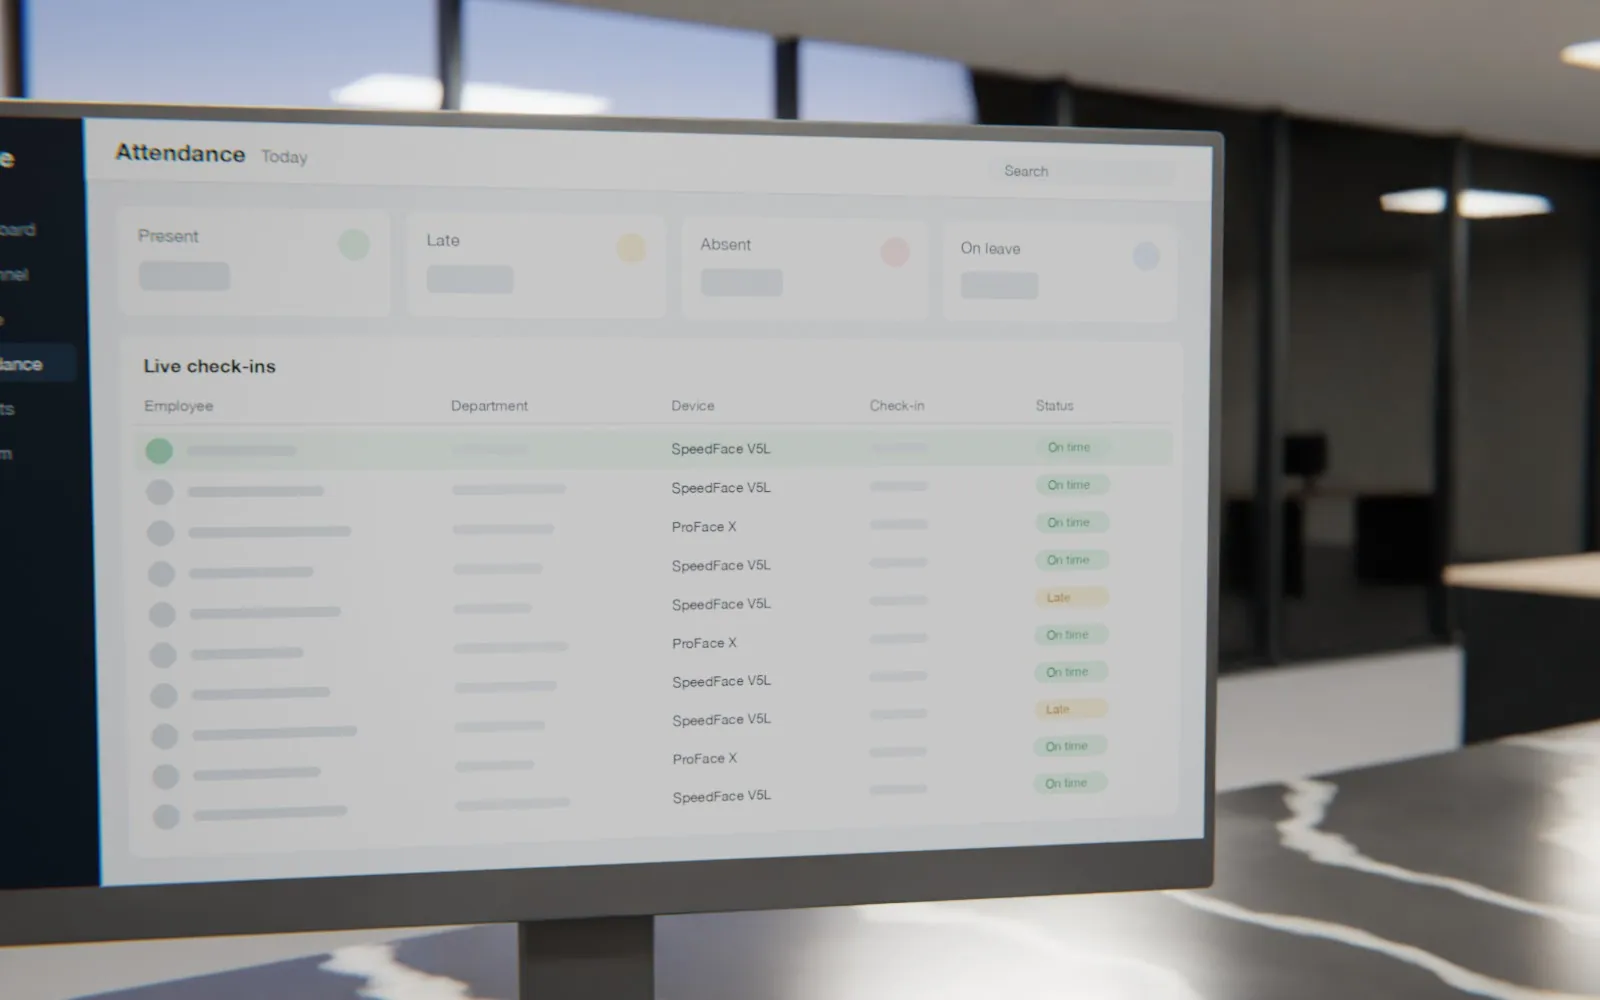 Attendance Today
Search
Present
Late
Absent
On leave
Live check-ins
Employee Department Device Check-in Status
SpeedFace V5L On time
SpeedFace V5L On time
ProFace X On time
SpeedFace V5L On time
SpeedFace V5L Late
ProFace X On time
SpeedFace V5L On time
SpeedFace V5L Late
ProFace X On time
SpeedFace V5L On time